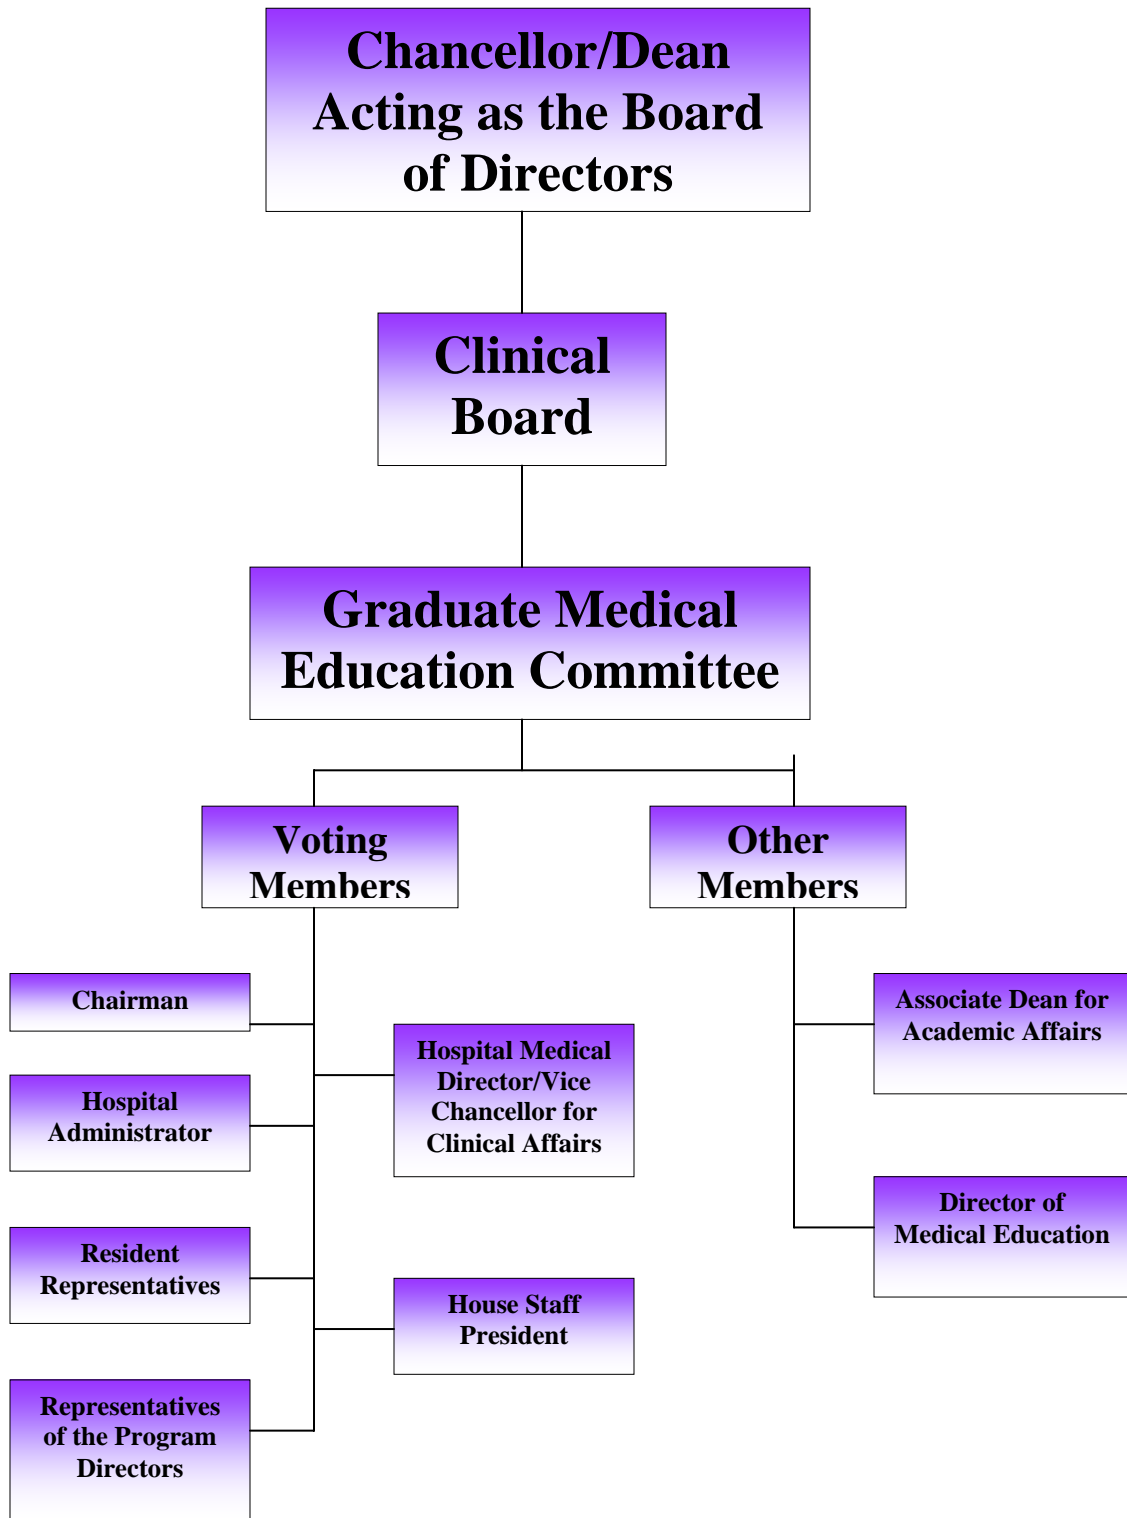 Chancellor/Dean
Acting as the Board
of Directors
Clinical
Board
Graduate Medical
Education Committee
Voting
Members
Other
Members
Chairman
Hospital
Administrator
Resident
Representatives
Representatives
of the Program
Directors
Hospital Medical
Director/Vice
Chancellor for
Clinical Affairs
House Staff
President
Associate Dean for
Academic Affairs
Director of
Medical Education